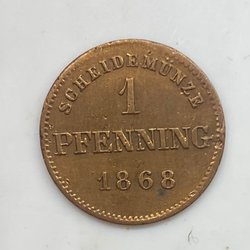 SCHEIDEMÜNZE
1
PFENNING
1868